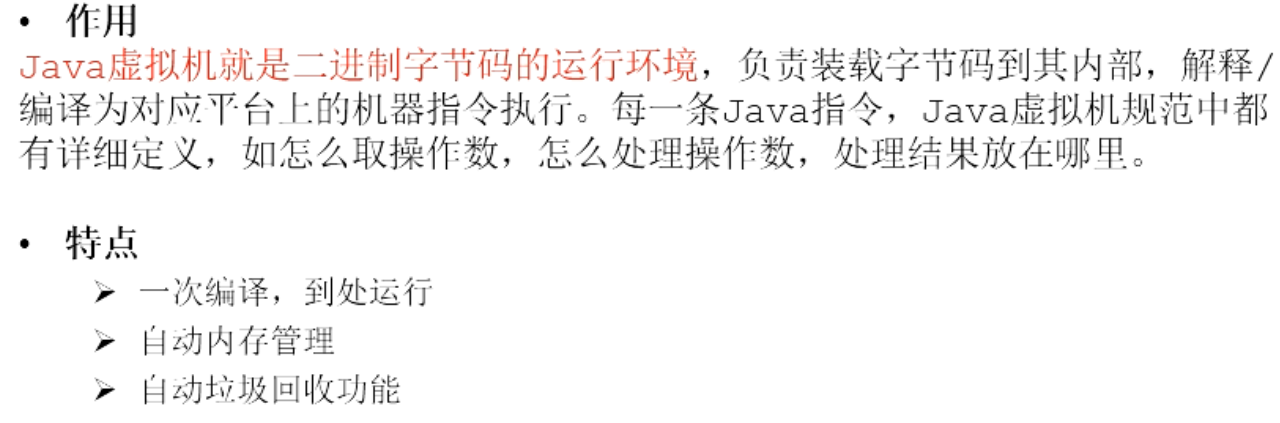 • 作用
Java虚拟机就是二进制字节码的运行环境，负责装载字节码到其内部，解释/
编译为对应平台上的机器指令执行。每一条Java指令，Java虚拟机规范中都
有详细定义，如怎么取操作数，怎么处理操作数，处理结果放在哪里。
• 特点
➢ 一次编译，到处运行
➢ 自动内存管理
➢ 自动垃圾回收功能